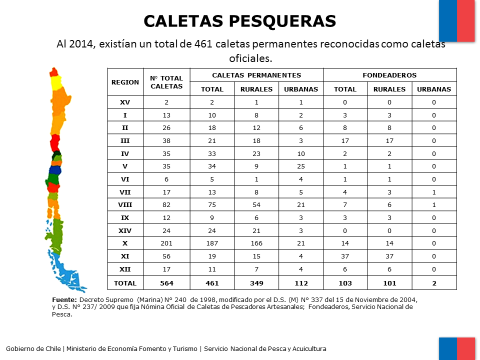 CALETAS PESQUERAS
Al 2014, existían un total de 461 caletas permanentes reconocidas como caletas
oficiales.
REGION N° TOTAL CALETAS CALETAS PERMANENTES FONDEADEROS
TOTAL RURALES URBANAS TOTAL RURALES URBANAS
XV 2 2 1 1 0 0 0
I 13 10 8 2 3 3 0
II 26 18 12 6 8 8 0
III 38 21 18 3 17 17 0
IV 35 33 23 10 2 2 0
V 35 34 9 25 1 1 0
VI 6 5 1 4 1 1 0
VII 17 13 8 5 4 3 1
VIII 82 75 54 21 7 6 1
IX 12 9 6 3 3 3 0
XIV 24 24 21 3 0 0 0
X 201 187 166 21 14 14 0
XI 56 19 15 4 37 37 0
XII 17 11 7 4 6 6 0
TOTAL 564 461 349 112 103 101 2
Fuente: Decreto Supremo (Marina) N° 240 de 1998, modificado por el D.S. (M) N° 337 del 15 de Noviembre de 2004,
y D.S. N° 237/ 2009 que fija Nómina Oficial de Caletas de Pescadores Artesanales; Fondeaderos, Servicio Nacional de
Pesca.
Gobierno de Chile | Ministerio de Economía Fomento y Turismo | Servicio Nacional de Pesca y Acuicultura